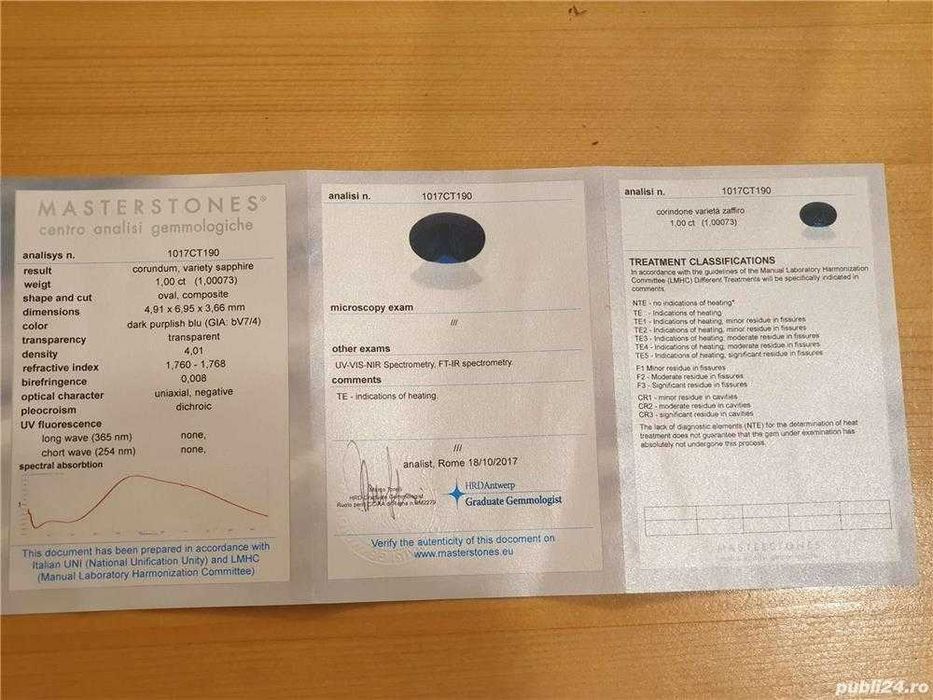 MASTERSTONES®
centro analisi gemmologiche
analisys n. 1017CT190
result corundum, variety sapphire
weigt 1,00 ct (1,00073)
shape and cut oval, composite
dimensions 4,91 x 6,95 x 3,66 mm
color dark purplish blu (GIA: bV7/4)
transparency transparent
density 4,01
refractive index 1,760 - 1,768
birefringence 0,008
optical character uniaxial, negative
pleocroism dichroic
UV fluorescence
long wave (365 nm) none,
chort wave (254 nm) none,
spectral absorbtion
This document has been prepared in accordance with
Italian UNI (National Unification Unity) and LMHC
(Manual Laboratory Harmonization Committee)
analisi n. 1017CT190
microscopy exam
///
other exams
UV-VIS-NIR Spectrometry, FT-IR spectrometry.
comments
TE - indications of heating.
///
analist, Rome 18/10/2017
HRD Graduate Gemmologist
HRDAntwerp
Graduate Gemmologist
Verify the autenticity of this document on
www.masterstones.eu
analisi n. 1017CT190
corindone varietà zaffiro
1,00 ct (1,00073)
TREATMENT CLASSIFICATIONS
In accordance with the guidelines of the Manual Laboratory Harmonization
Committee (LMHC) Different Treatments will be specifically indicated in
comments
NTE - no indications of heating*
TE : Indications of heating
TE1 - Indications of heating, minor residue in fissures
TE2 - Indications of heating, minor residue in fissures
TE3 - Indications of heating, moderate residue in fissures
TE4 - Indications of heating, moderate residue in fissures
TE5 - Indications of heating, significant residue in fissures
F1 Minor residue in fissures
F2 - Moderate residue in fissures
F3 - Significant residue in fissures
CR1 - minor residue in cavities
CR2 - moderate residue in cavities
CR3 - significant residue in cavities
The lack of diagnostic elements (NTE) for the determination of heat
treatment does not guarantee that the gem under examination has
absolutely not undergone this process.
MASTERSTONES
publi24.ro